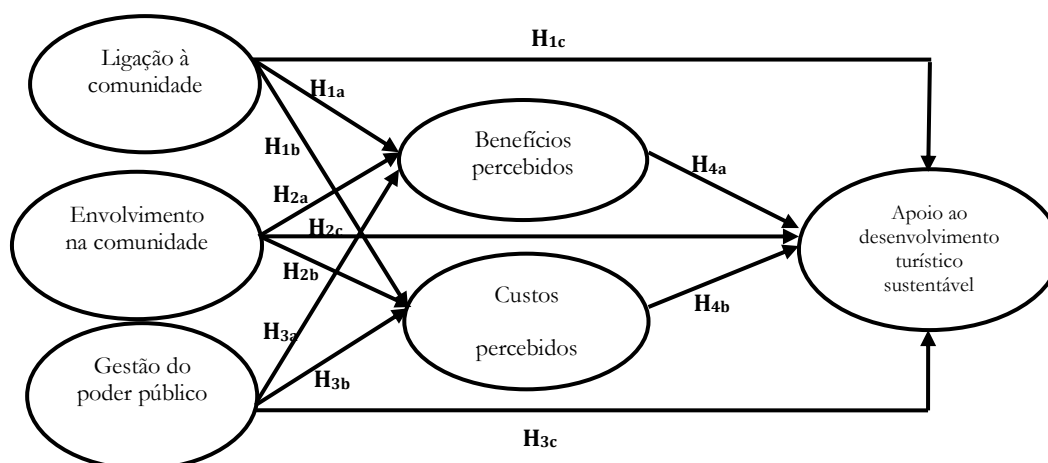 H1c
Ligação à
comunidade
H1a
H1b
Benefícios
percebidos
H4a
H2a
Envolvimento
na comunidade
H2c
H2b
Apoio ao
desenvolvimento
turístico
sustentável
Custos
percebidos
H4b
H3a
Gestão do
poder público
H3b
H3c